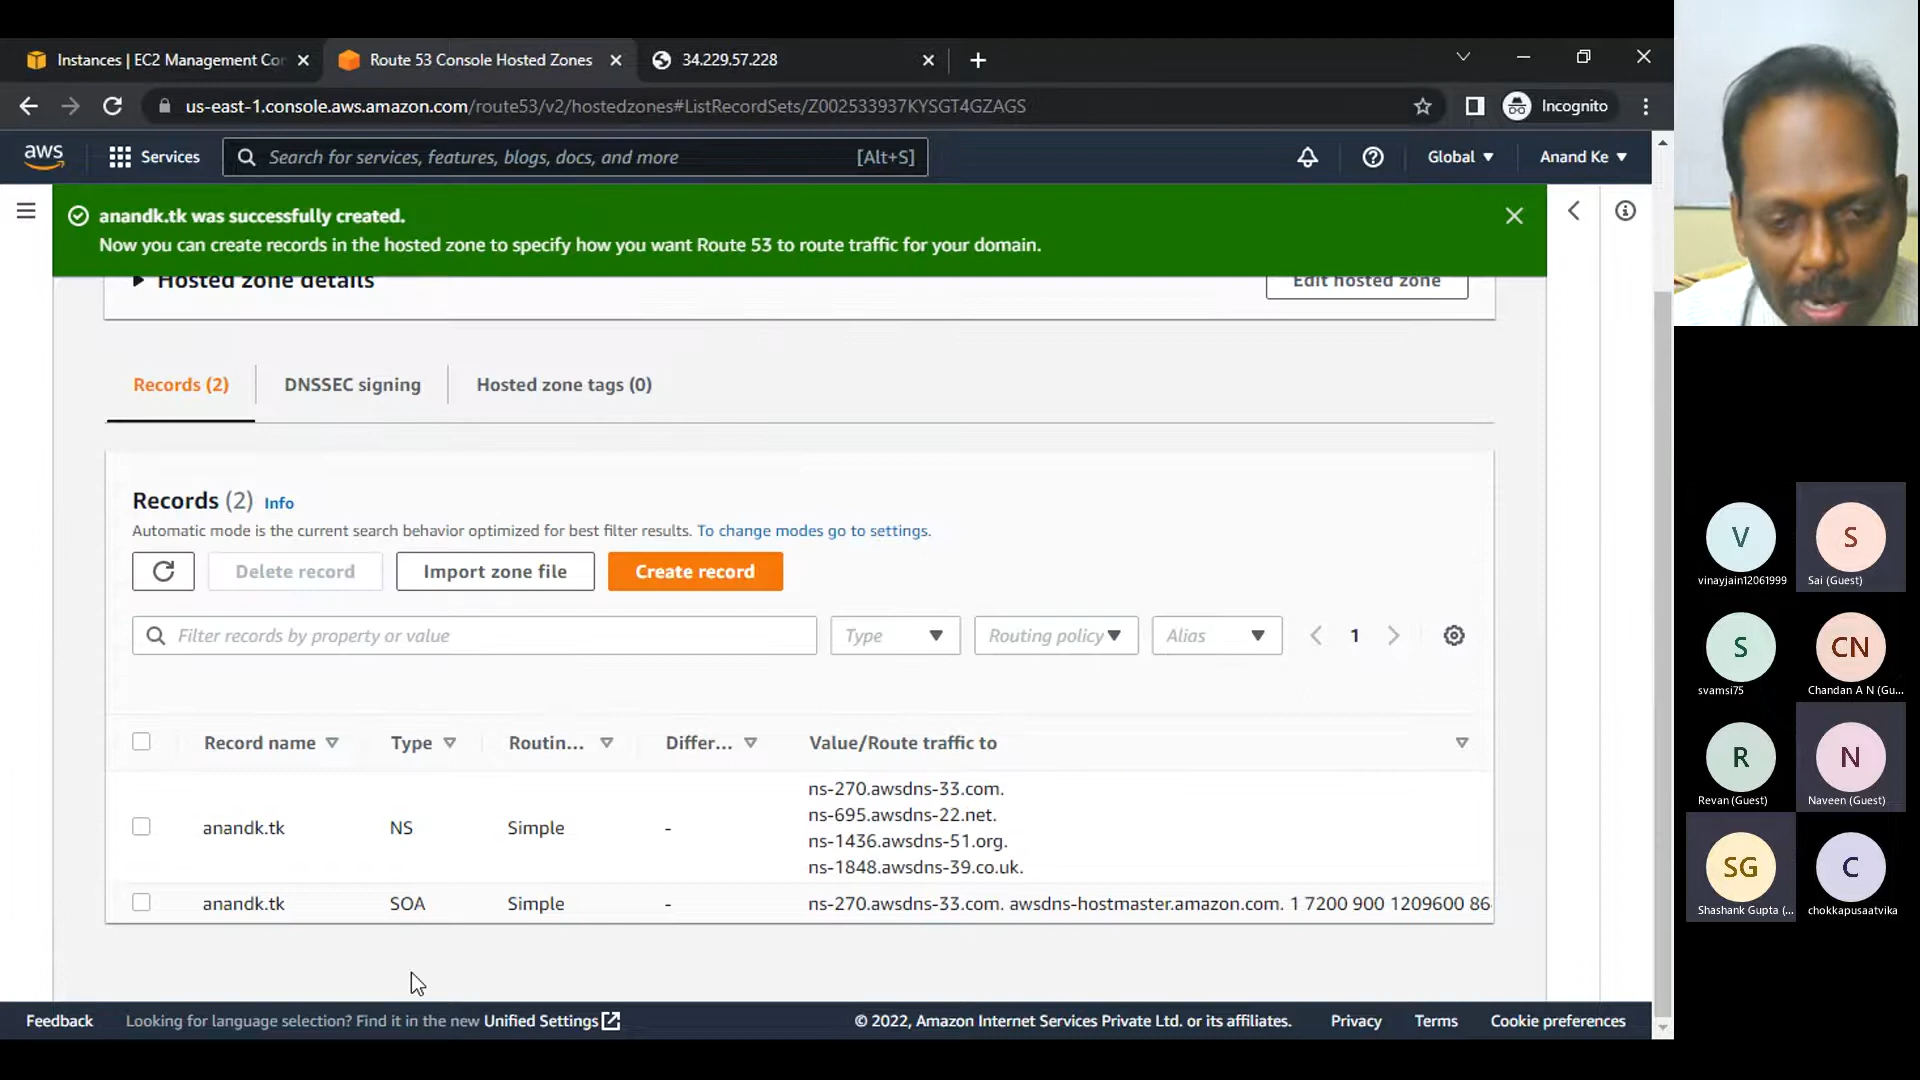 Instances | EC2 Management Co
Route 53 Console Hosted Zones
34.229.57.228
us-east-1.console.aws.amazon.com/route53/v2/hostedzones#ListRecordSets/Z002533937KYSGT4GZAGS
Incognito
aws
Services
Search for services, features, blogs, docs, and more
[Alt+S]
Global
Anand Ke
anandk.tk was successfully created.
Now you can create records in the hosted zone to specify how you want Route 53 to route traffic for your domain.
Hosted zone details
Edit hosted zone
Records (2)
DNSSEC signing
Hosted zone tags (0)
Records (2) Info
Automatic mode is the current search behavior optimized for best filter results. To change modes go to settings.
Delete record
Import zone file
Create record
Filter records by property or value
Type
Routing policy
Alias
1
Record name
Type
Routin...
Differ...
Value/Route traffic to
anandk.tk
NS
Simple
-
ns-270.awsdns-33.com.
ns-695.awsdns-22.net.
ns-1436.awsdns-51.org.
ns-1848.awsdns-39.co.uk.
anandk.tk
SOA
Simple
-
ns-270.awsdns-33.com. awsdns-hostmaster.amazon.com. 1 7200 900 1209600 86
Feedback
Looking for language selection? Find it in the new Unified Settings
© 2022, Amazon Internet Services Private Ltd. or its affiliates.
Privacy
Terms
Cookie preferences
V
vinayjain12061999
S
Sai (Guest)
S
svamsi75
CN
Chandan A N (Gu...
R
Revan (Guest)
N
Naveen (Guest)
SG
Shashank Gupta (...
C
chokkapusaatvika